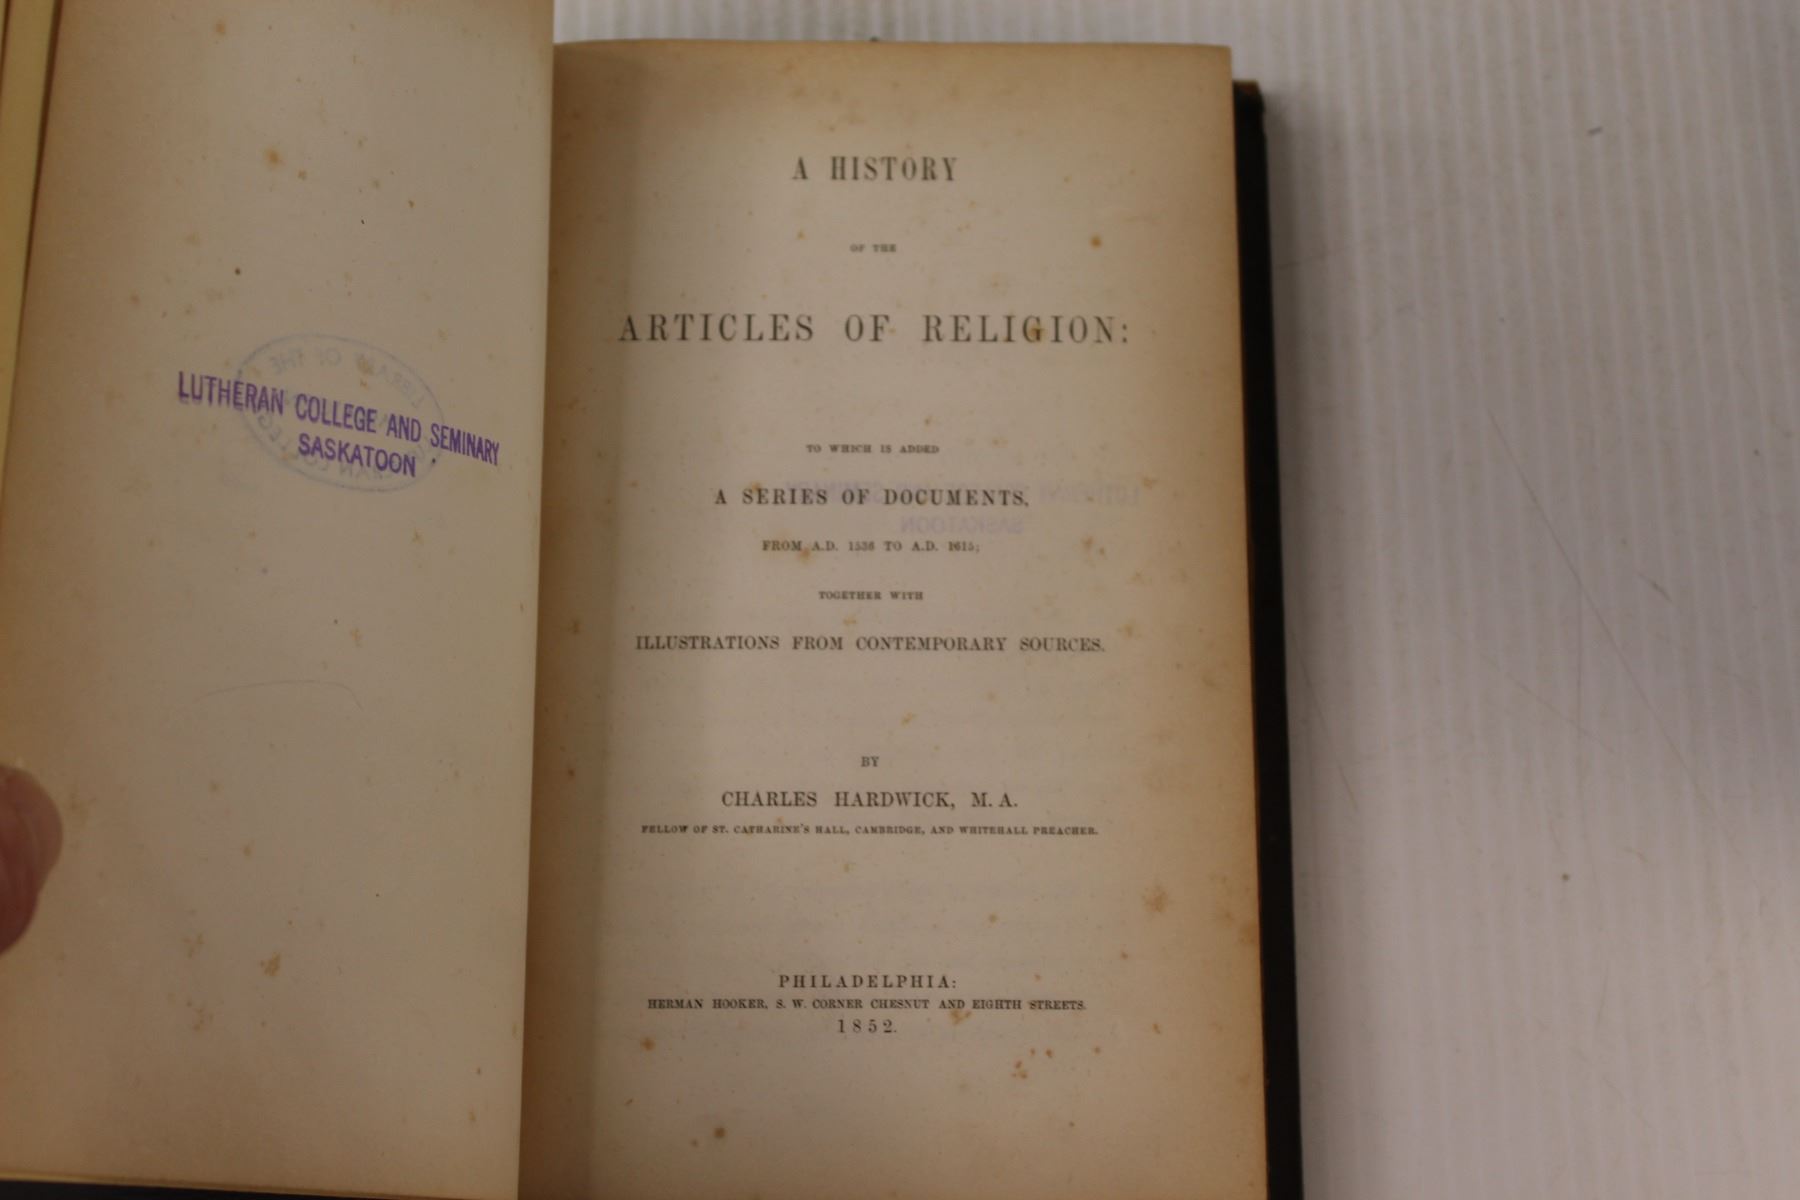 LUTHERAN COLLEGE AND SEMINARY
SASKATOON
A HISTORY
OF THE
ARTICLES OF RELIGION:
TO WHICH IS ADDED
A SERIES OF DOCUMENTS,
FROM A.D. 1536 TO A.D. 1615;
TOGETHER WITH
ILLUSTRATIONS FROM CONTEMPORARY SOURCES.
BY
CHARLES HARDWICK, M. A.
FELLOW OF ST. CATHARINE'S HALL, CAMBRIDGE, AND WHITEHALL PREACHER.
PHILADELPHIA:
HERMAN HOOKER, S. W. CORNER CHESNUT AND EIGHTH STREETS.
1852.